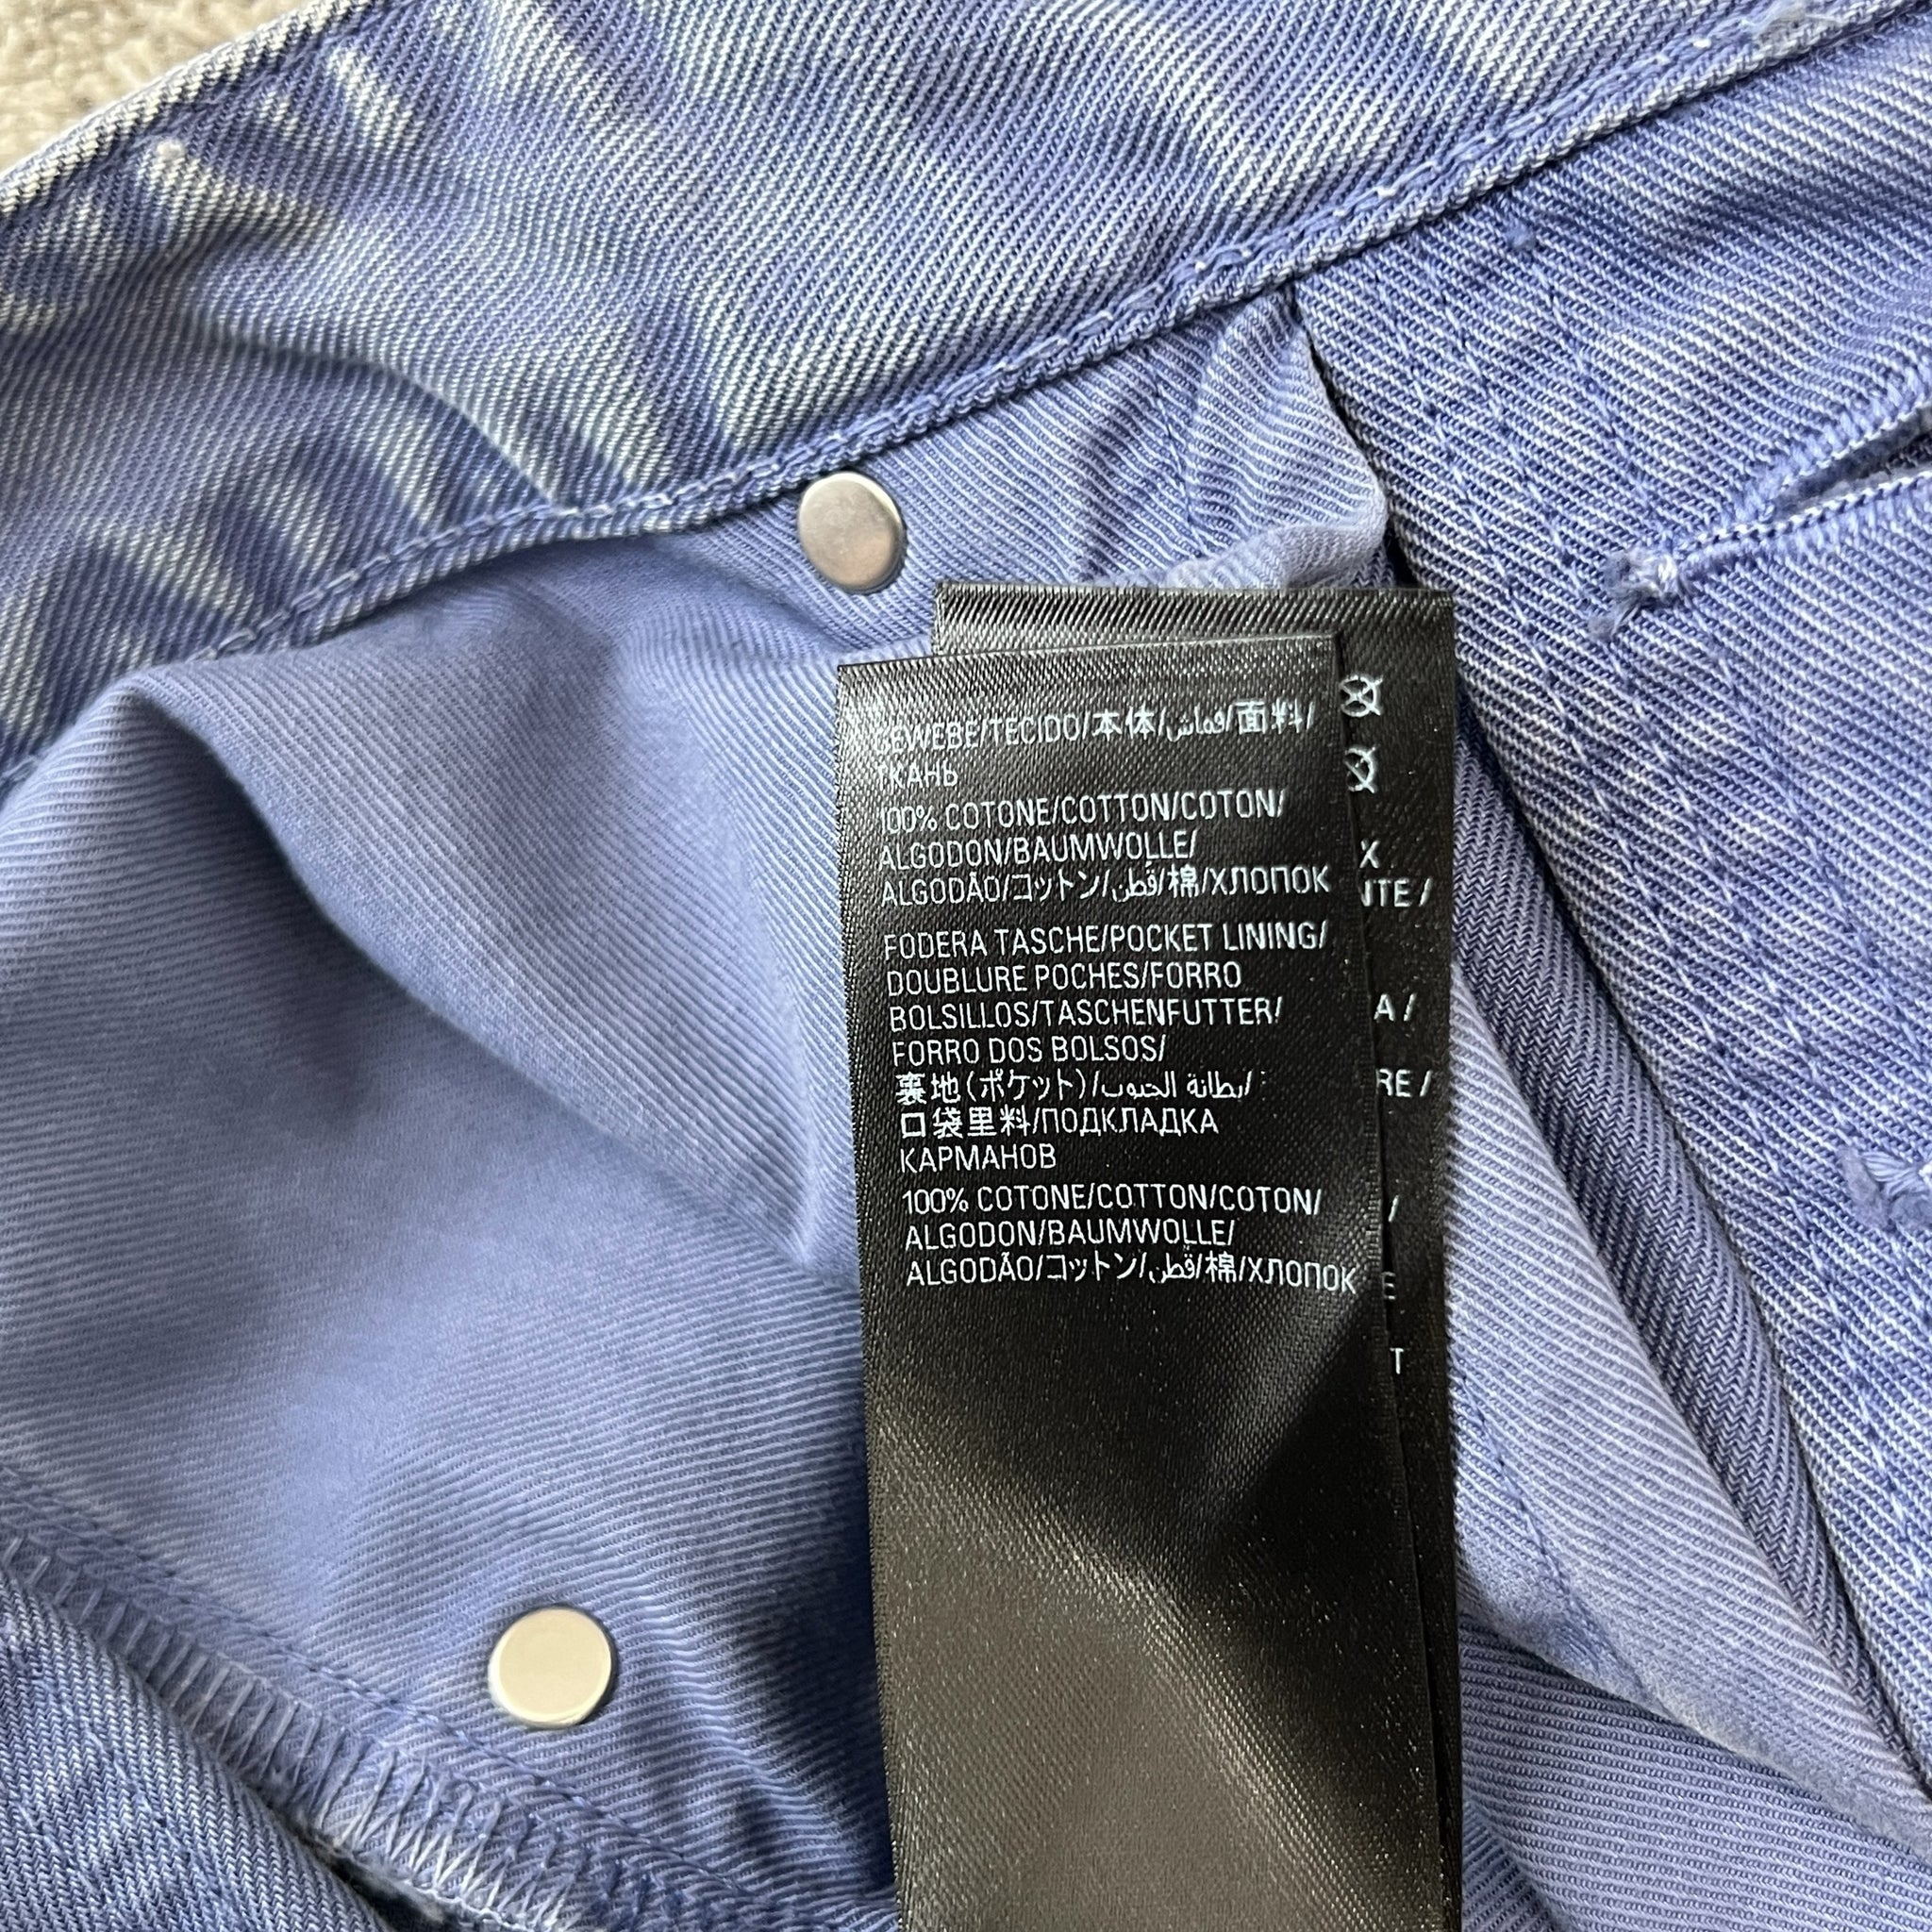 GEWEBE/TECIDO/本体/قماش/面料/
ТКАНЬ
100% COTONE/COTTON/COTON/
ALGODON/BAUMWOLLE/
ALGODÃO/コットン/قطن/棉/ХЛОПОК
FODERA TASCHE/POCKET LINING/
DOUBLURE POCHES/FORRO
BOLSILLOS/TASCHENFUTTER/
FORRO DOS BOLSOS/
裏地(ポケット)/بطانة الجيوب/
口袋里料/ПОДКЛАДКА
КАРМАНОВ
100% COTONE/COTTON/COTON/
ALGODON/BAUMWOLLE/
ALGODÃO/コットン/قطن/棉/ХЛОПОК